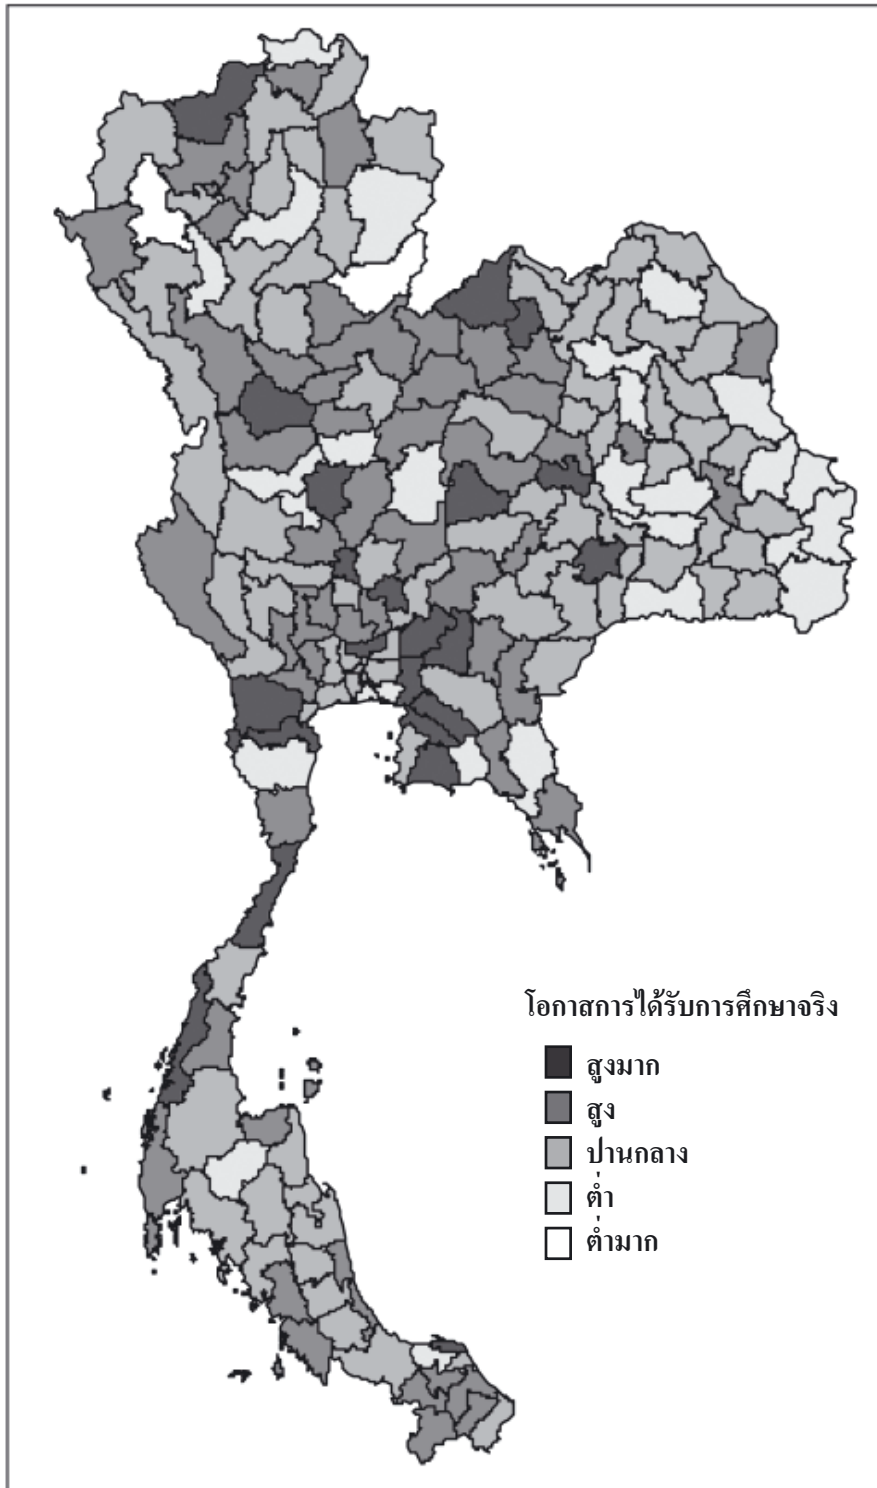 โอกาสการได้รับการศึกษาจริง
สูงมาก
สูง
ปานกลาง
ต่ำ
ต่ำมาก